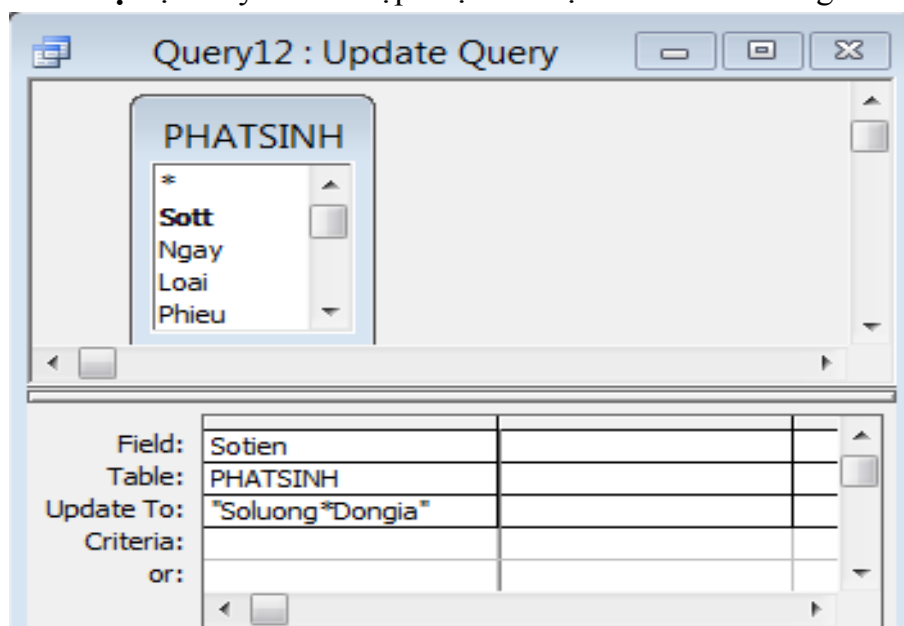 Query12 : Update Query
PHATSINH
*
Sott
Ngay
Loai
Phieu
Field: Sotien
Table: PHATSINH
Update To: "Soluong*Dongia"
Criteria:
or: